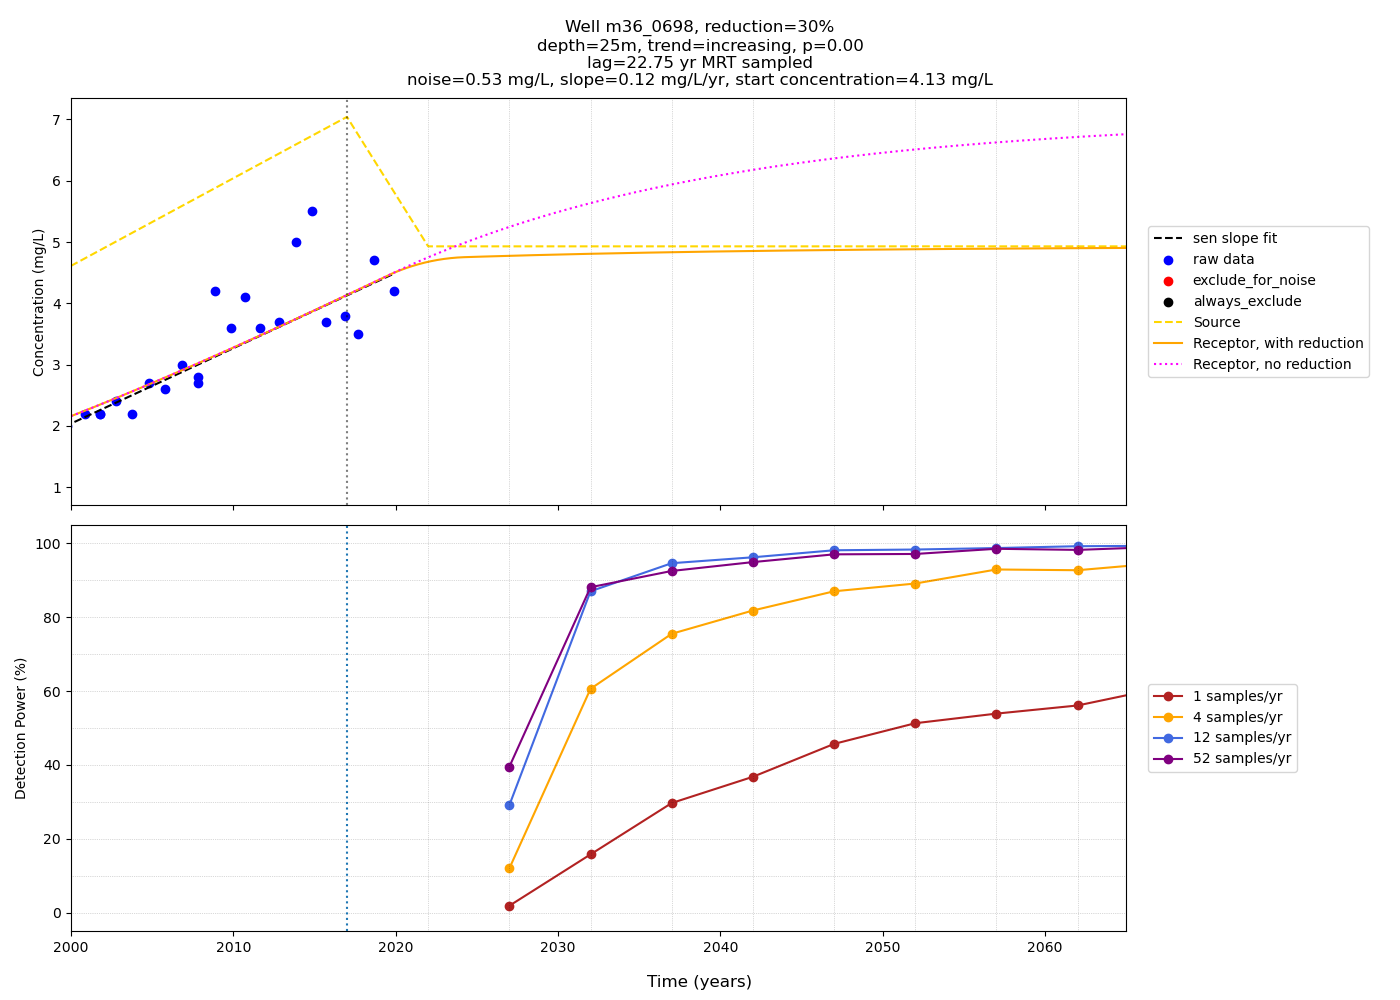 Well m36_0698, reduction=30%
depth=25m, trend=increasing, p=0.00
lag=22.75 yr MRT sampled
noise=0.53 mg/L, slope=0.12 mg/L/yr, start concentration=4.13 mg/L
Concentration (mg/L)
7
6
5
4
3
2
1
sen slope fit
raw data
exclude_for_noise
always_exclude
Source
Receptor, with reduction
Receptor, no reduction
Detection Power (%)
100
80
60
40
20
0
1 samples/yr
4 samples/yr
12 samples/yr
52 samples/yr
2000 2010 2020 2030 2040 2050 2060
Time (years)